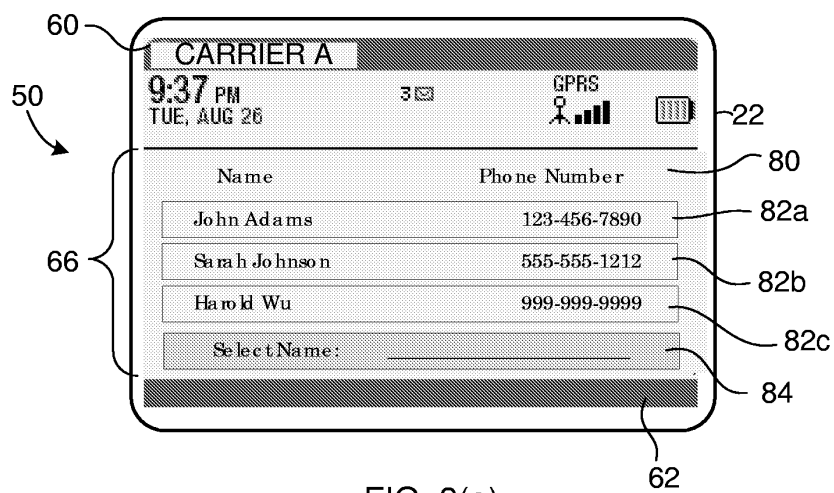 60
CARRIER A
9:37 PM
3
GPRS
50
TUE, AUG 26
22
Name Phone Number
80
John Adams 123-456-7890
82a
66
Sarah Johnson 555-555-1212
82b
Harold Wu 999-999-9999
82c
Select Name:
84
62